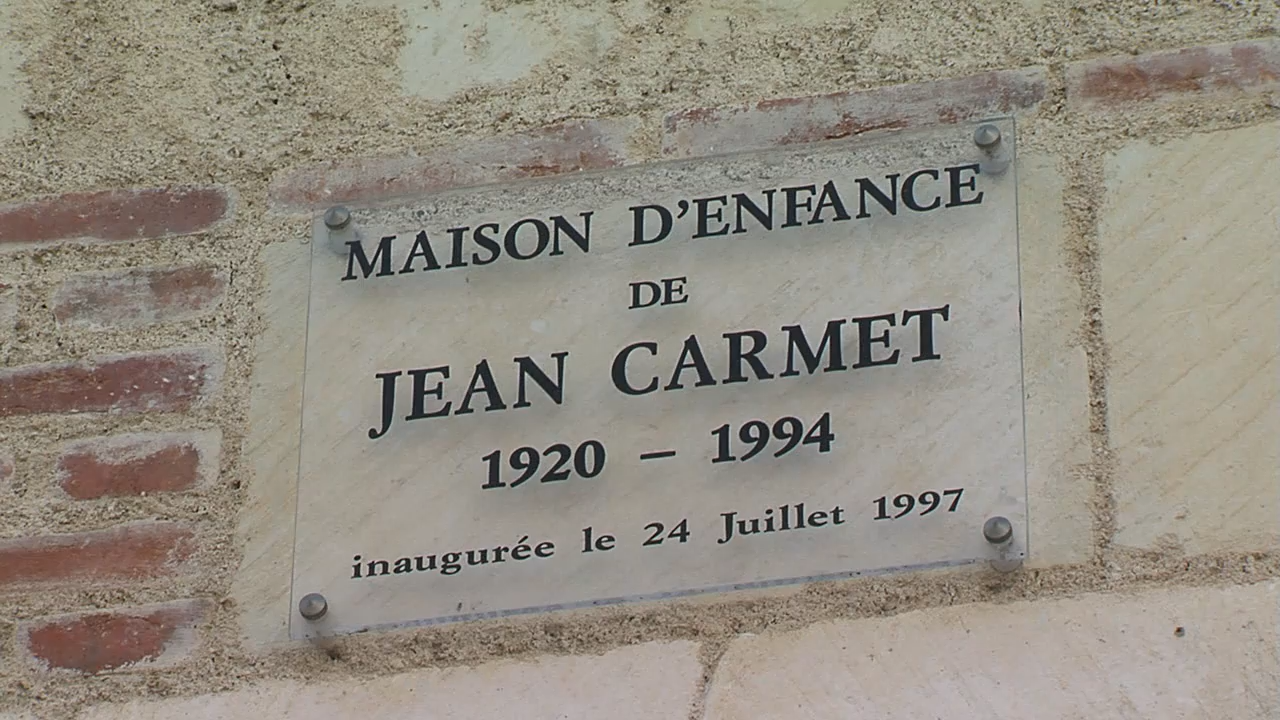 MAISON D'ENFANCE
DE
JEAN CARMET
1920 – 1994
inaugurée le 24 Juillet 1997